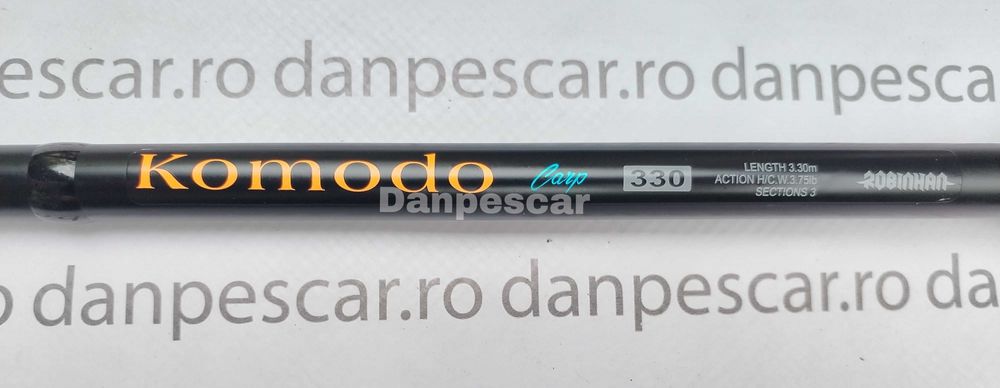 escar.ro danpescar.ro danpescar
Komodo Carp 330
LENGTH 3.30m
ACTION H/C.W.3.75lb
SECTIONS 3
ROBINHAN
Danpescar
o danpescar.ro danpescar.ro da